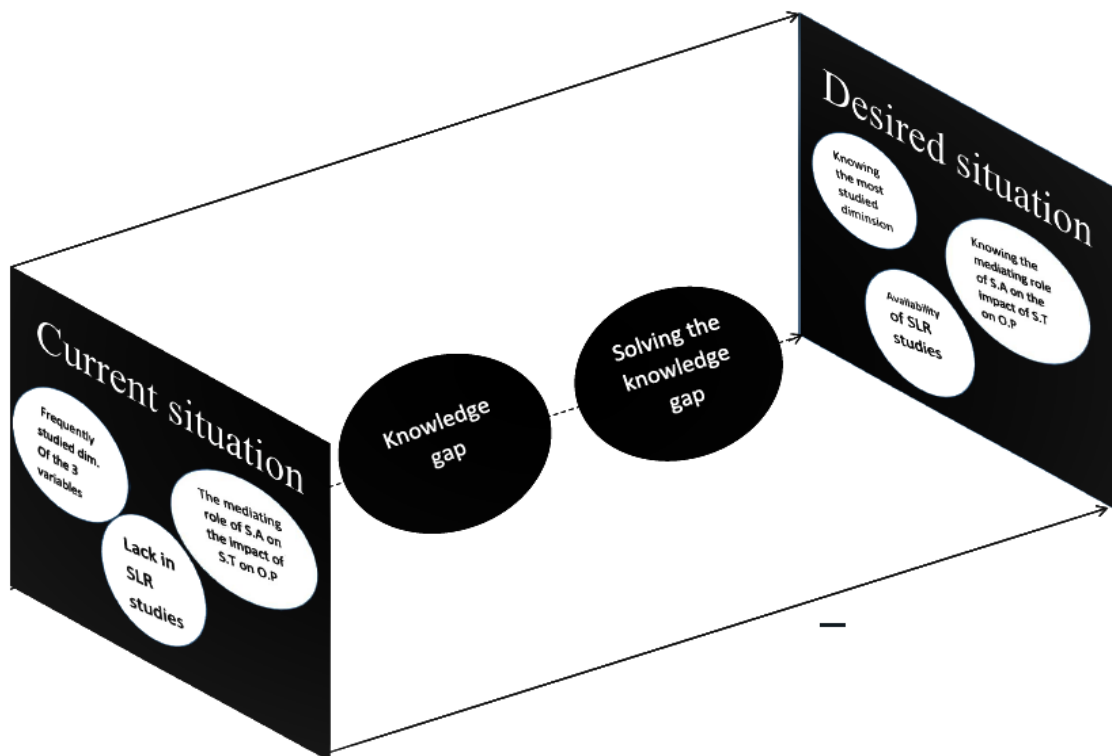 Current situation
Frequently
studied dim.
Of the 3
variables
The mediating
role of S.A on
the impact of
S.T on O.P
Lack in
SLR
studies
Knowledge
gap
Solving the
knowledge
gap
Desired situation
Knowing
the most
studied
diminsion
Knowing the
mediating role
of S.A on the
impact of S.T
on O.P
Availability
of SLR
studies